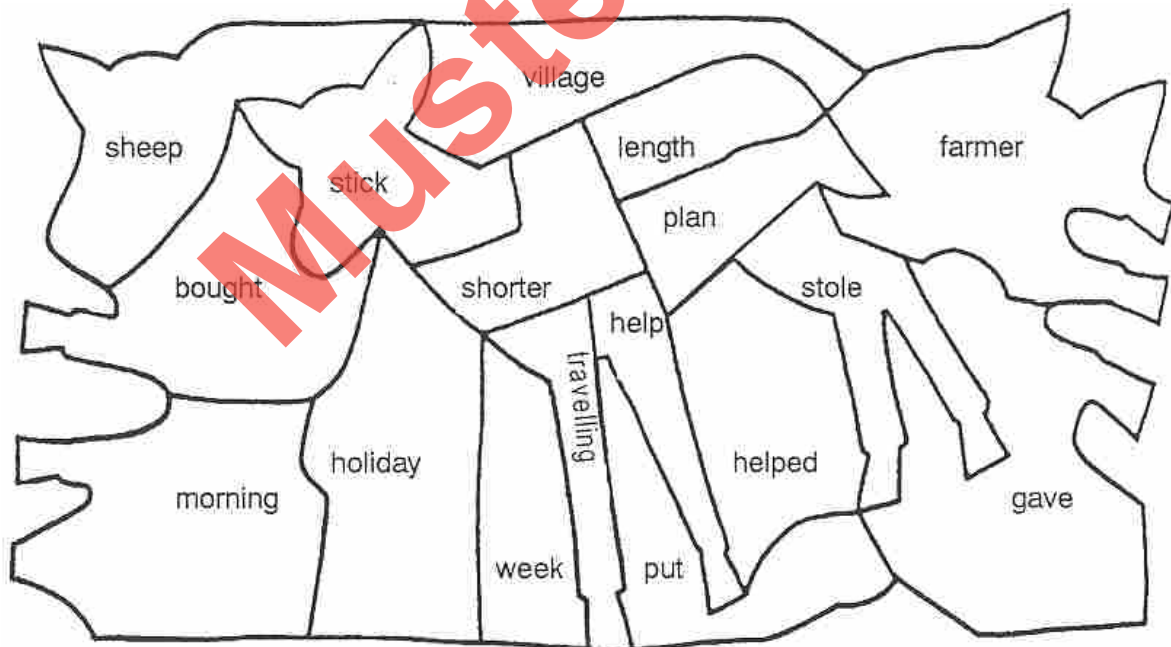 village
sheep
length
farmer
stick
plan
bought
shorter
stole
help
travelling
holiday
helped
morning
gave
week
put
Muste